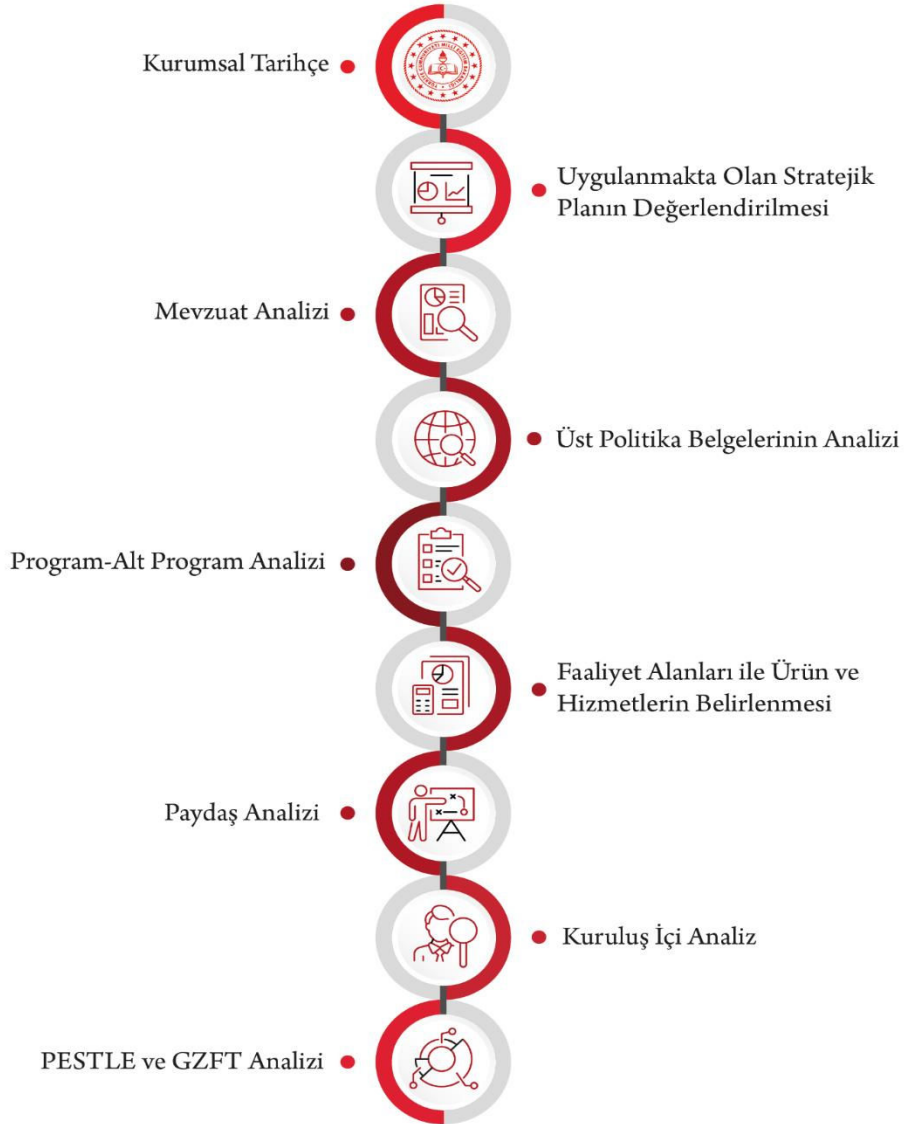 Kurumsal Tarihçe
Uygulanmakta Olan Stratejik
Planın Değerlendirilmesi
Mevzuat Analizi
Üst Politika Belgelerinin Analizi
Program-Alt Program Analizi
Faaliyet Alanları ile Ürün ve
Hizmetlerin Belirlenmesi
Paydaş Analizi
Kuruluş İçi Analiz
PESTLE ve GZFT Analizi